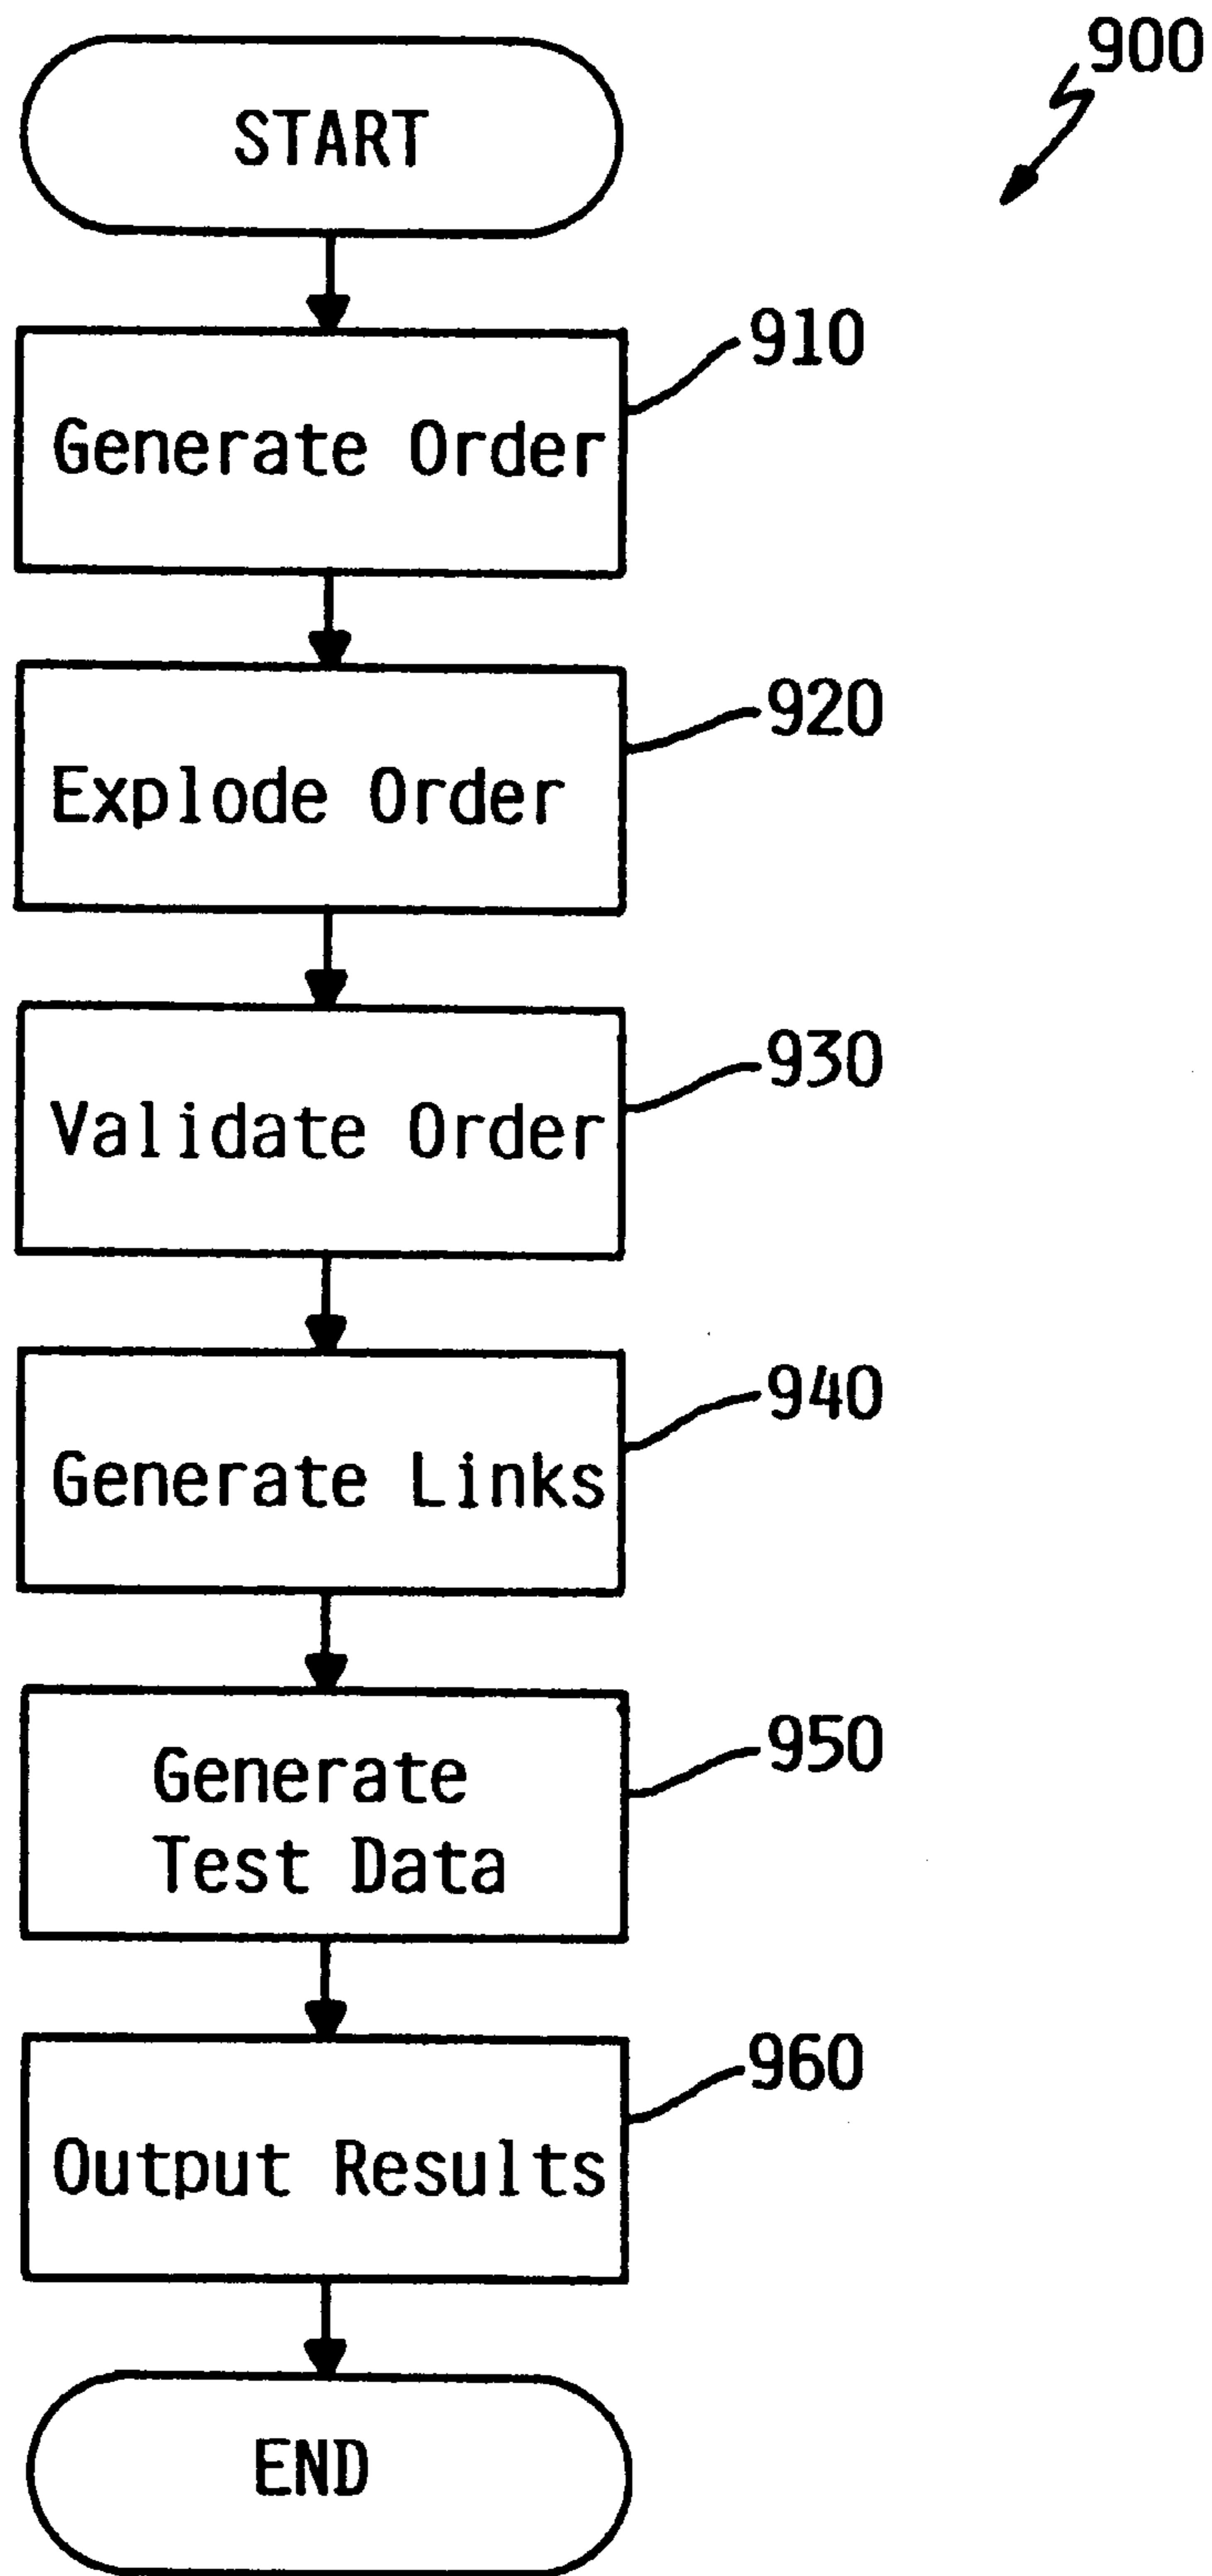 900
START
910
Generate Order
920
Explode Order
930
Validate Order
940
Generate Links
950
Generate
Test Data
960
Output Results
END